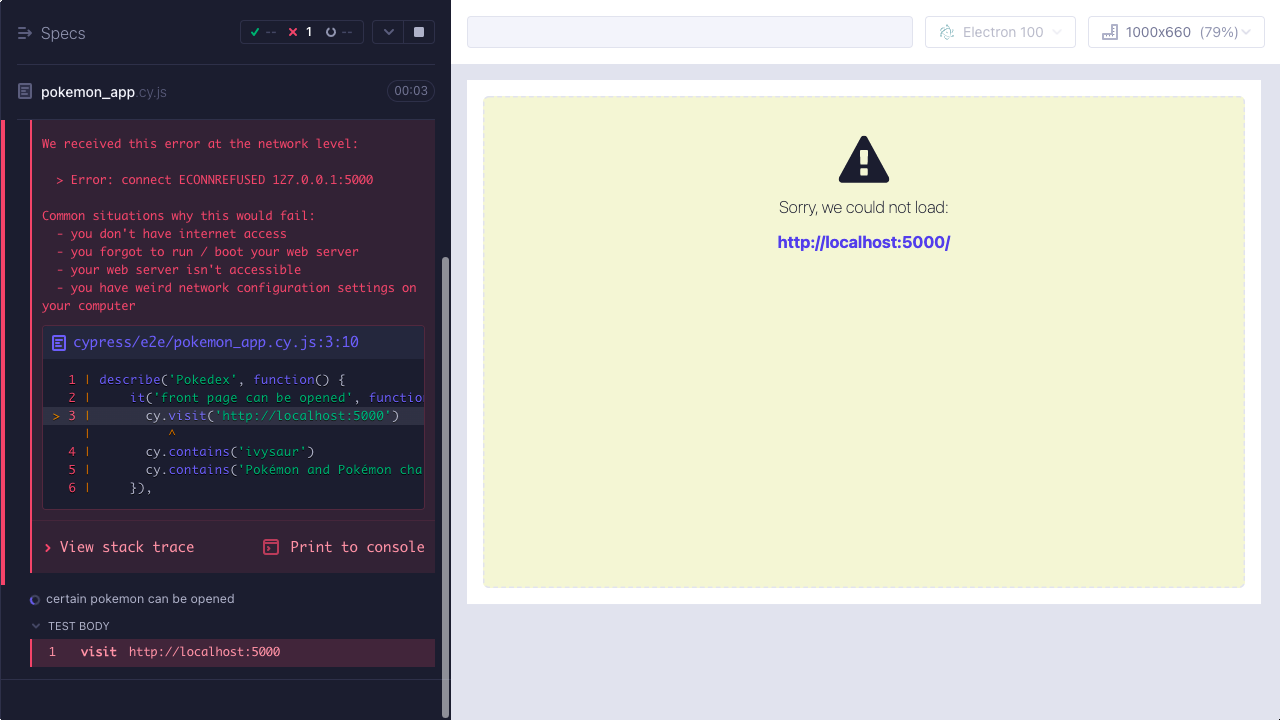 Specs
-- 1 --
pokemon_app.cy.js
00:03
We received this error at the network level:
> Error: connect ECONNREFUSED 127.0.0.1:5000
Common situations why this would fail:
- you don't have internet access
- you forgot to run / boot your web server
- your web server isn't accessible
- you have weird network configuration settings on
your computer
cypress/e2e/pokemon_app.cy.js:3:10
1 | describe('Pokedex', function() {
2 |     it('front page can be opened', function
> 3 |       cy.visit('http://localhost:5000')
|          ^
4 |       cy.contains('ivysaur')
5 |       cy.contains('Pokémon and Pokémon cha
6 |     }),
View stack trace
Print to console
certain pokemon can be opened
TEST BODY
1 visit http://localhost:5000
Electron 100
1000x660 (79%)
Sorry, we could not load:
http://localhost:5000/